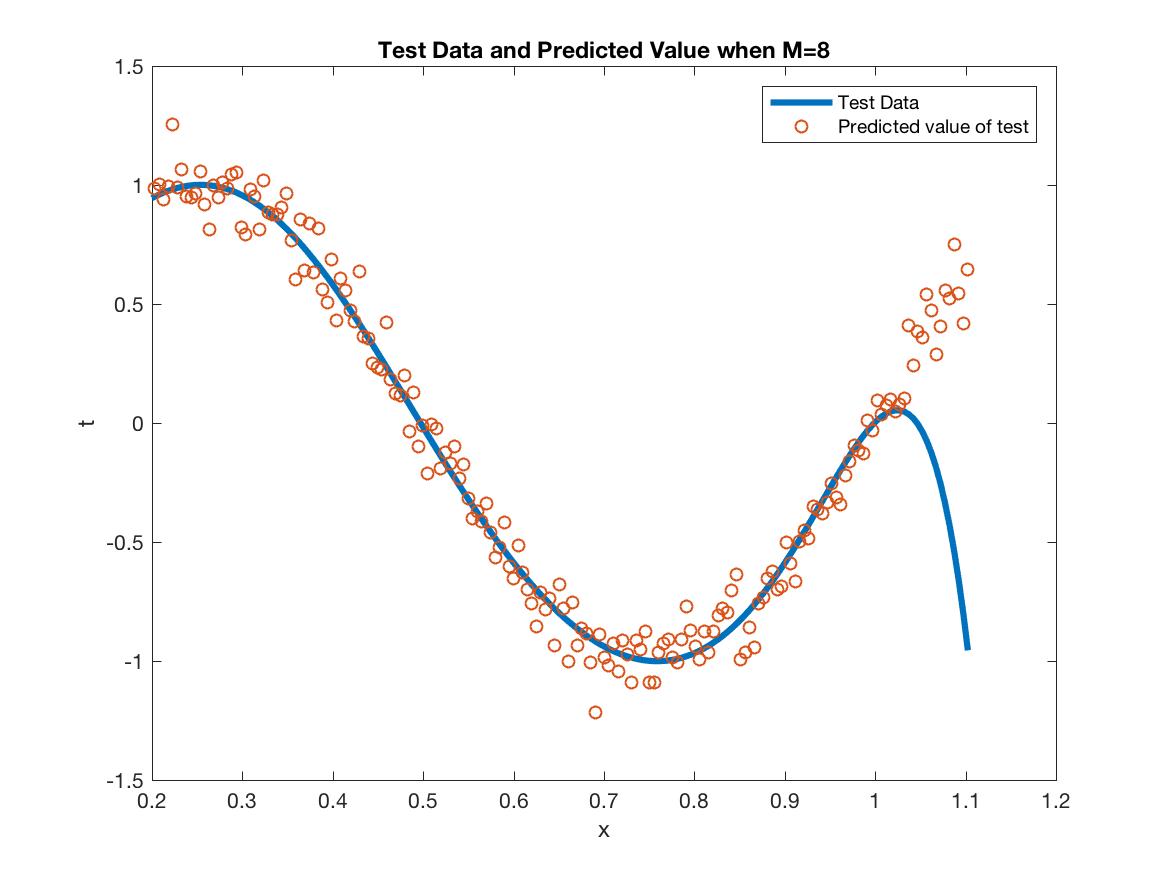 Test Data and Predicted Value when M=8
1.5
Test Data
Predicted value of test
1
0.5
t
0
-0.5
-1
-1.5
0.2 0.3 0.4 0.5 0.6 0.7 0.8 0.9 1 1.1 1.2
x